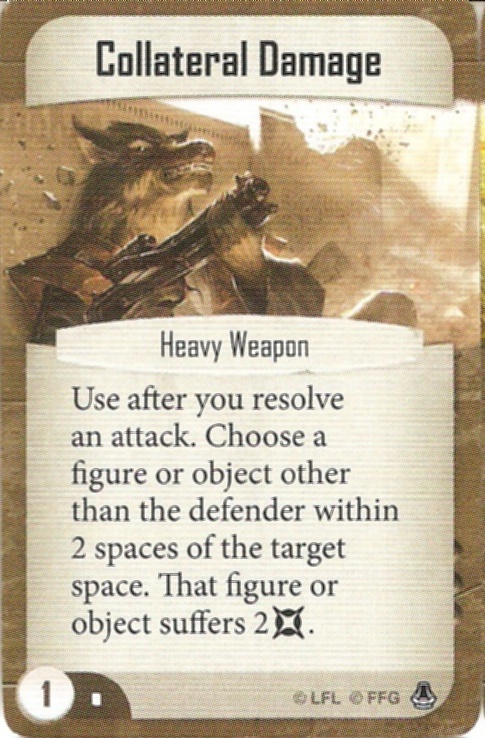 Collateral Damage
Heavy Weapon
Use after you resolve
an attack. Choose a
figure or object other
than the defender within
2 spaces of the target
space. That figure or
object suffers 2.
1
© LFL © FFG